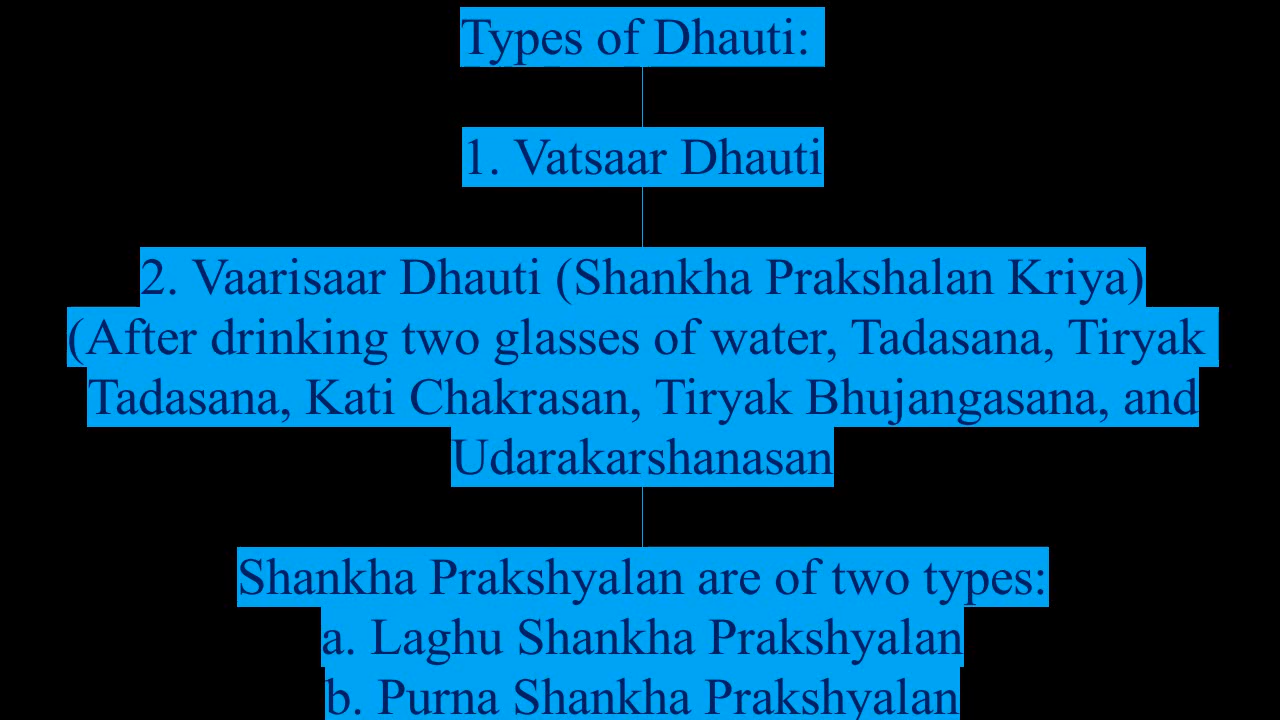 Types of Dhauti:
1. Vatsaar Dhauti
2. Vaarisaar Dhauti (Shankha Prakshalan Kriya)
(After drinking two glasses of water, Tadasana, Tiryak
Tadasana, Kati Chakrasan, Tiryak Bhujangasana, and
Udarakarshanasan
Shankha Prakshyalan are of two types:
a. Laghu Shankha Prakshyalan
b. Purna Shankha Prakshyalan